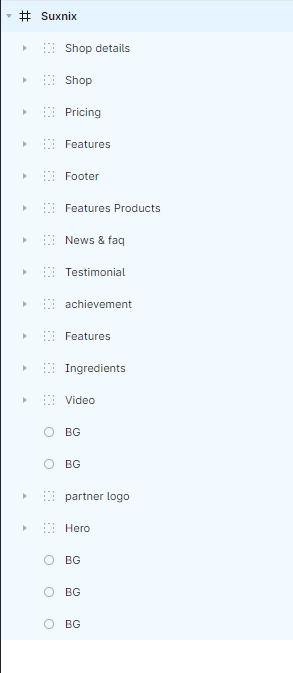 Suxnix
Shop details
Shop
Pricing
Features
Footer
Features Products
News & faq
Testimonial
achievement
Features
Ingredients
Video
BG
BG
partner logo
Hero
BG
BG
BG